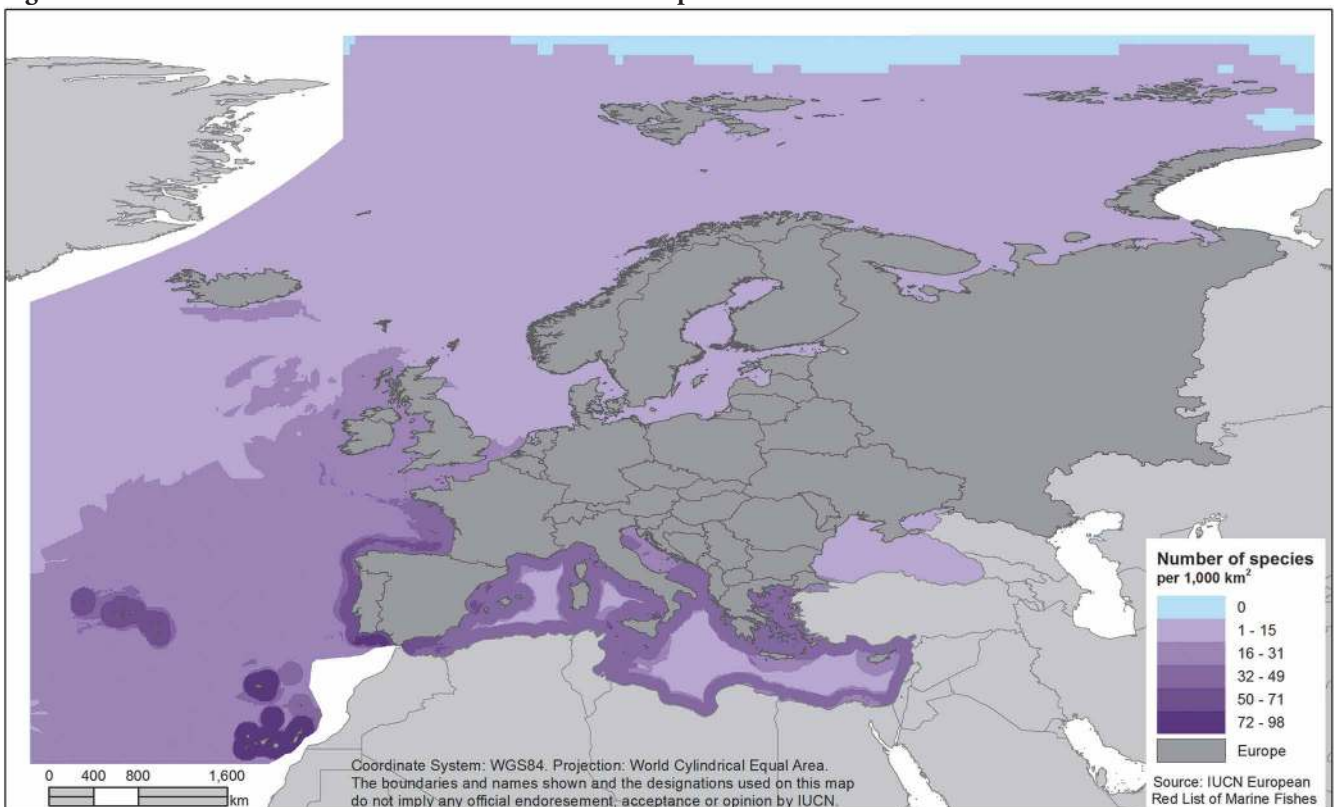 Number of species
per 1,000 km²
0
1 - 15
16 - 31
32 - 49
50 - 71
72 - 98
Europe
Source: IUCN European
Red List of Marine Fishes
0 400 800 1,600
km
Coordinate System: WGS84. Projection: World Cylindrical Equal Area.
The boundaries and names shown and the designations used on this map
do not imply any official endoresement, acceptance or opinion by IUCN.